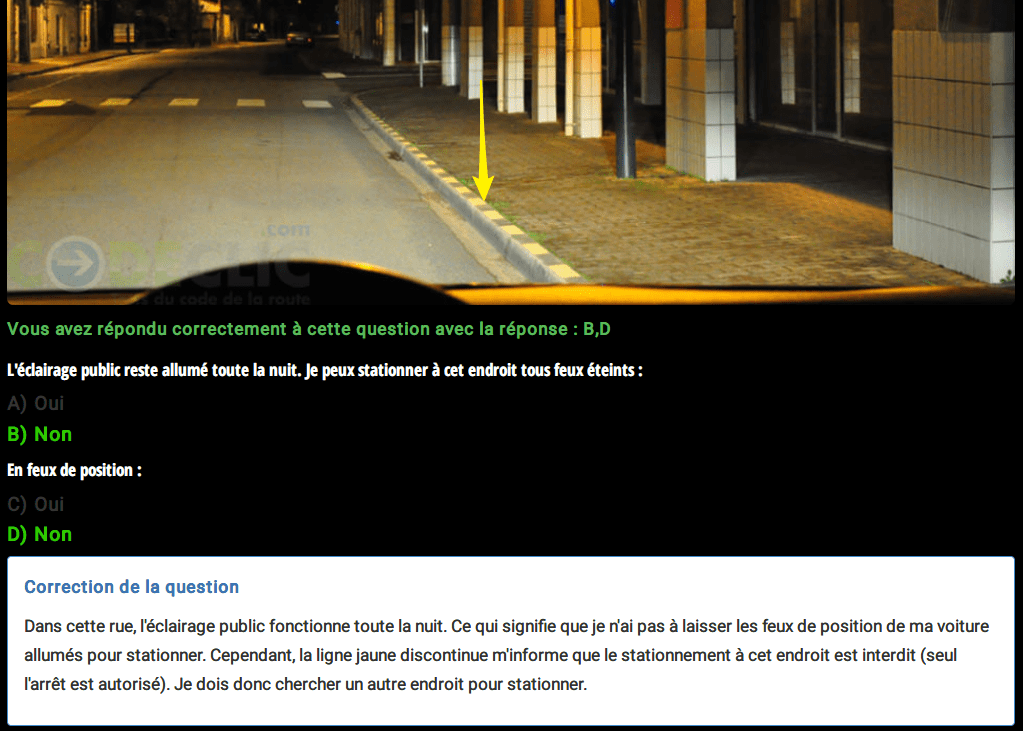 .com
CODECLIC
s du code de la route
Vous avez répondu correctement à cette question avec la réponse : B,D
L'éclairage public reste allumé toute la nuit. Je peux stationner à cet endroit tous feux éteints :
A) Oui
B) Non
En feux de position :
C) Oui
D) Non
Correction de la question
Dans cette rue, l'éclairage public fonctionne toute la nuit. Ce qui signifie que je n'ai pas à laisser les feux de position de ma voiture
allumés pour stationner. Cependant, la ligne jaune discontinue m'informe que le stationnement à cet endroit est interdit (seul
l'arrêt est autorisé). Je dois donc chercher un autre endroit pour stationner.